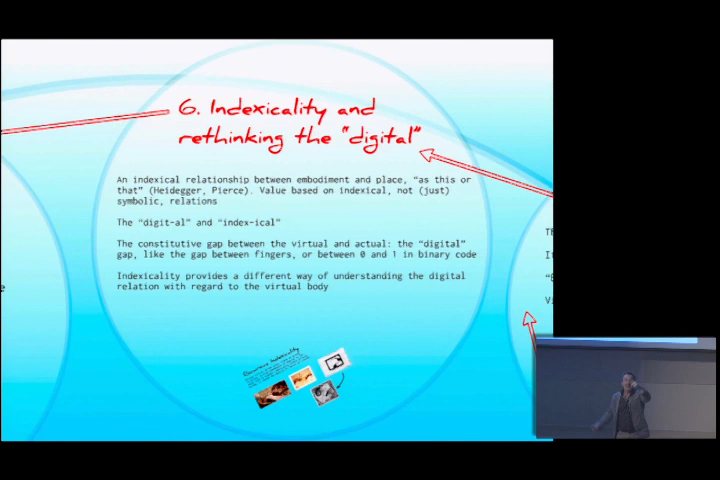 6. Indexicality and
rethinking the "digital"
An indexical relationship between embodiment and place, "as this or
that" (Heidegger, Pierce). Value based on indexical, not (just)
symbolic, relations
The "digit-al" and "index-ical"
The constitutive gap between the virtual and actual: the "digital"
gap, like the gap between fingers, or between 0 and 1 in binary code
Indexicality provides a different way of understanding the digital
relation with regard to the virtual body